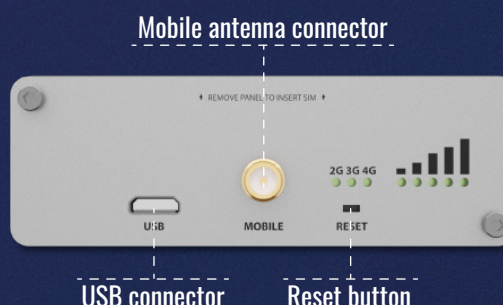 Mobile antenna connector
REMOVE PANEL TO INSERT SIM
2G 3G 4G
USB
MOBILE
RESET
USB connector
Reset button